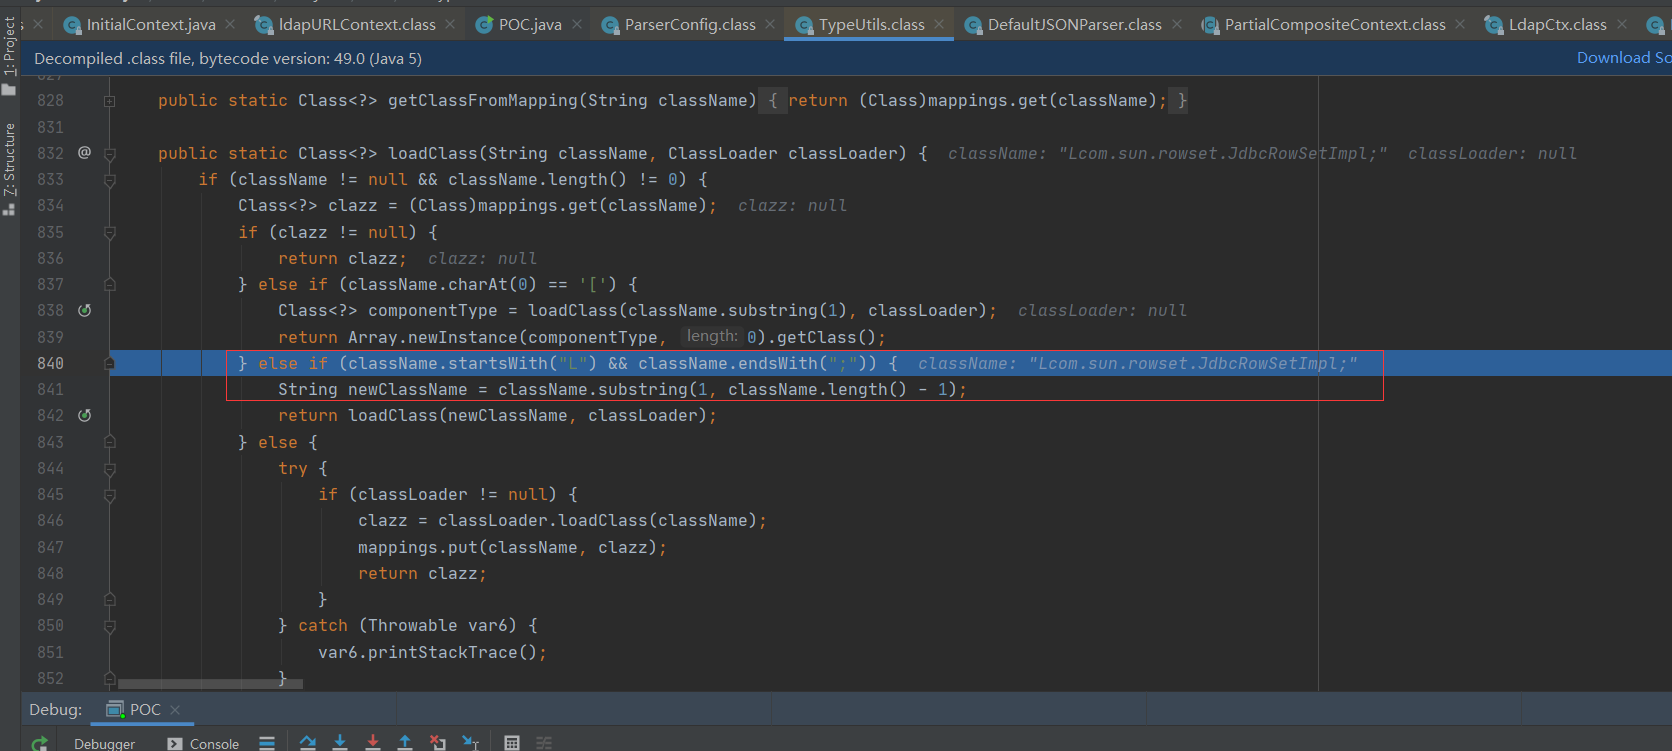 InitialContext.java ldapURLContext.class POC.java ParserConfig.class TypeUtils.class DefaultJSONParser.class PartialCompositeContext.class LdapCtx.class
1: Project
7: Structure
Decompiled .class file, bytecode version: 49.0 (Java 5) Download So
827
828 public static Class<?> getClassFromMapping(String className) { return (Class)mappings.get(className); }
831
832 @ public static Class<?> loadClass(String className, ClassLoader classLoader) { className: "Lcom.sun.rowset.JdbcRowSetImpl;" classLoader: null
833 if (className != null && className.length() != 0) {
834 Class<?> clazz = (Class)mappings.get(className); clazz: null
835 if (clazz != null) {
836 return clazz; clazz: null
837 } else if (className.charAt(0) == '[') {
838 Class<?> componentType = loadClass(className.substring(1), classLoader); classLoader: null
839 return Array.newInstance(componentType, length: 0).getClass();
840 } else if (className.startsWith("L") && className.endsWith(";")) { className: "Lcom.sun.rowset.JdbcRowSetImpl;"
841 String newClassName = className.substring(1, className.length() - 1);
842 return loadClass(newClassName, classLoader);
843 } else {
844 try {
845 if (classLoader != null) {
846 clazz = classLoader.loadClass(className);
847 mappings.put(className, clazz);
848 return clazz;
849 }
850 } catch (Throwable var6) {
851 var6.printStackTrace();
852 }
Debug: POC
Debugger Console